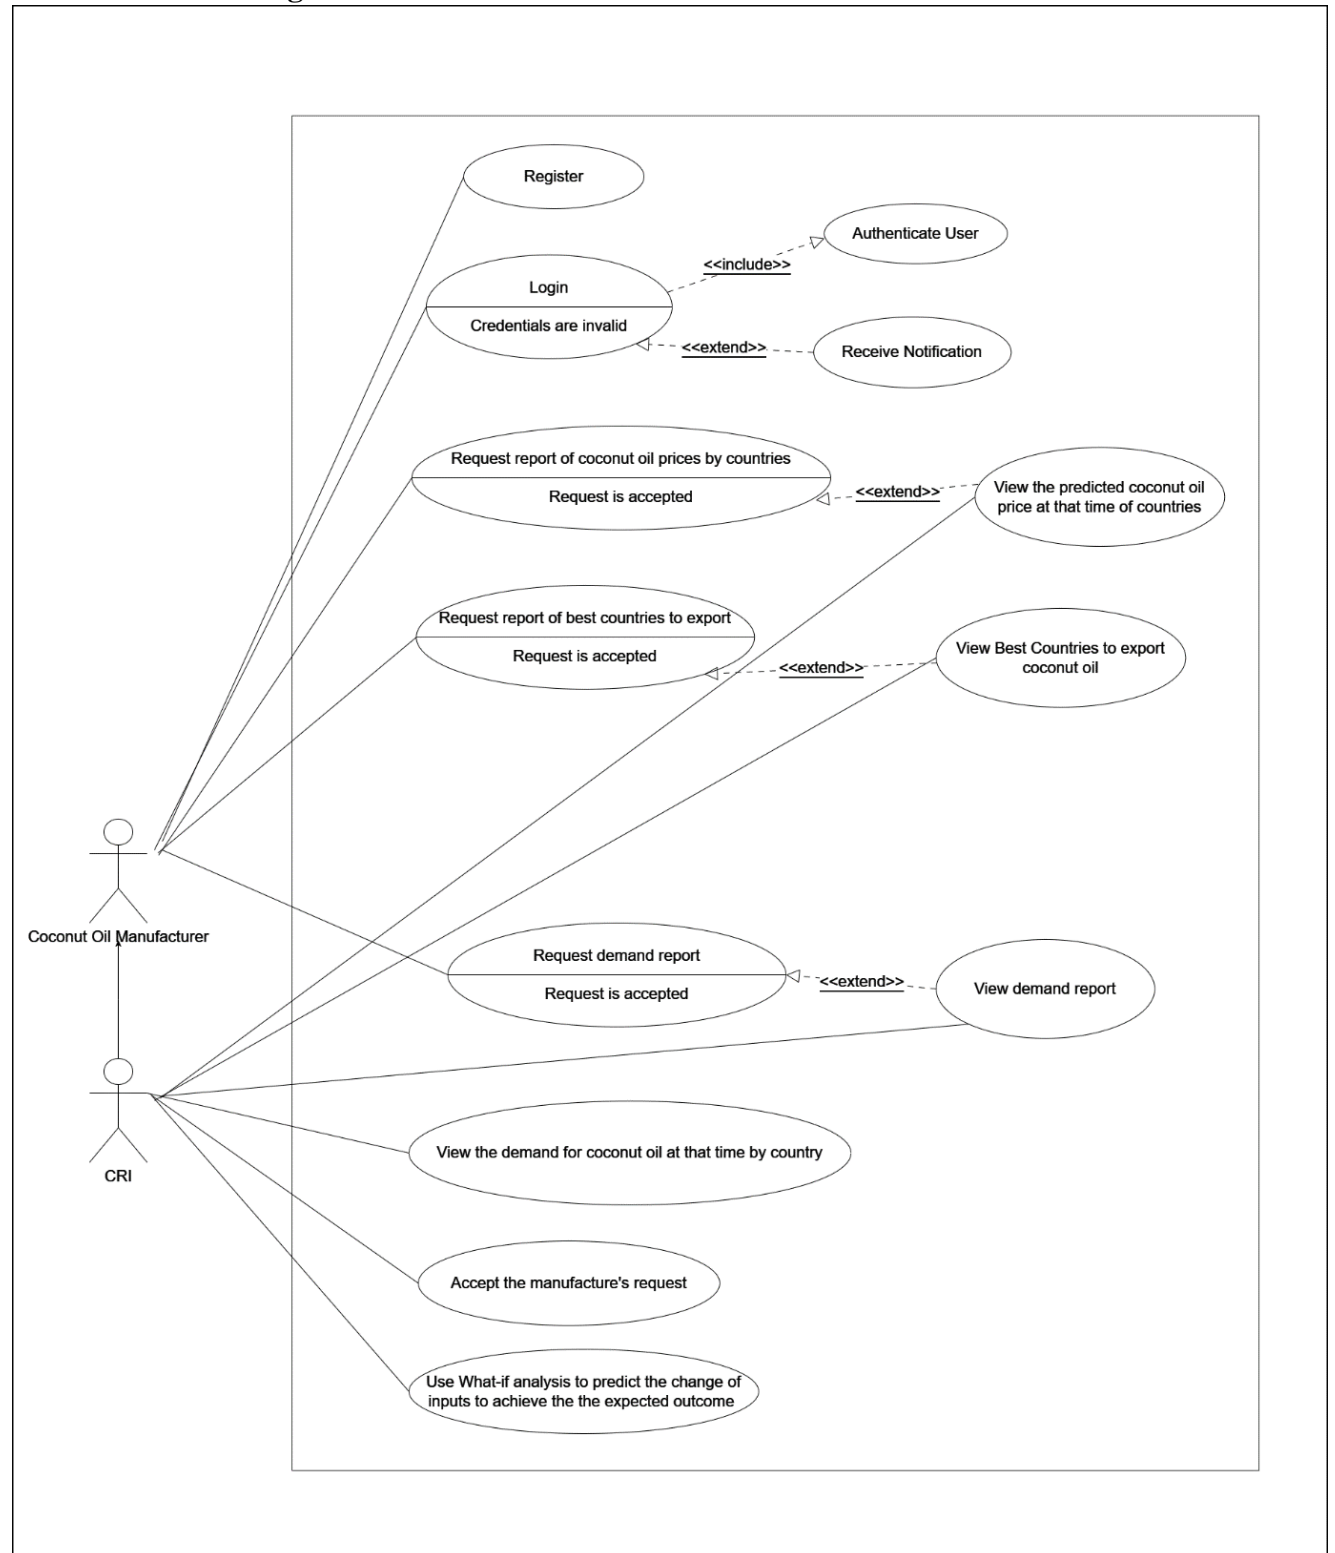 Register
Authenticate User
<<include>>
Login
Credentials are invalid
<<extend>>
Receive Notification
Request report of coconut oil prices by countries
Request is accepted
<<extend>>
View the predicted coconut oil
price at that time of countries
Request report of best countries to export
Request is accepted
<<extend>>
View Best Countries to export
coconut oil
Coconut Oil Manufacturer
Request demand report
Request is accepted
<<extend>>
View demand report
CRI
View the demand for coconut oil at that time by country
Accept the manufacture's request
Use What-if analysis to predict the change of
inputs to achieve the the expected outcome